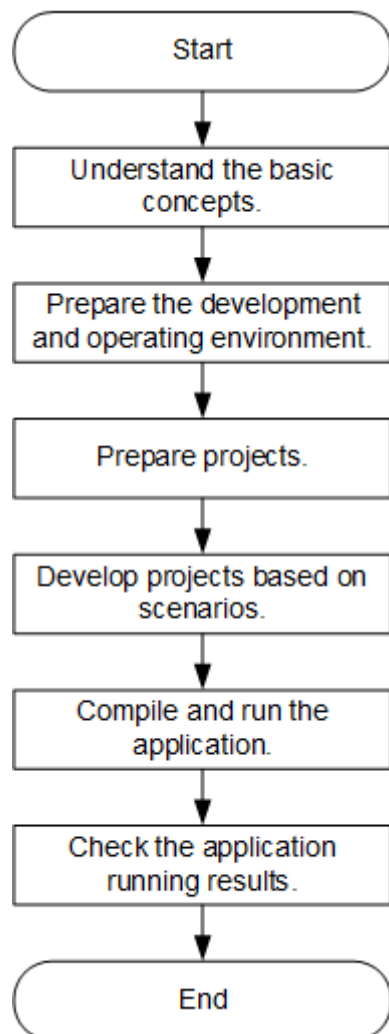 Start
Understand the basic
concepts.
Prepare the development
and operating environment.
Prepare projects.
Develop projects based on
scenarios.
Compile and run the
application.
Check the application
running results.
End